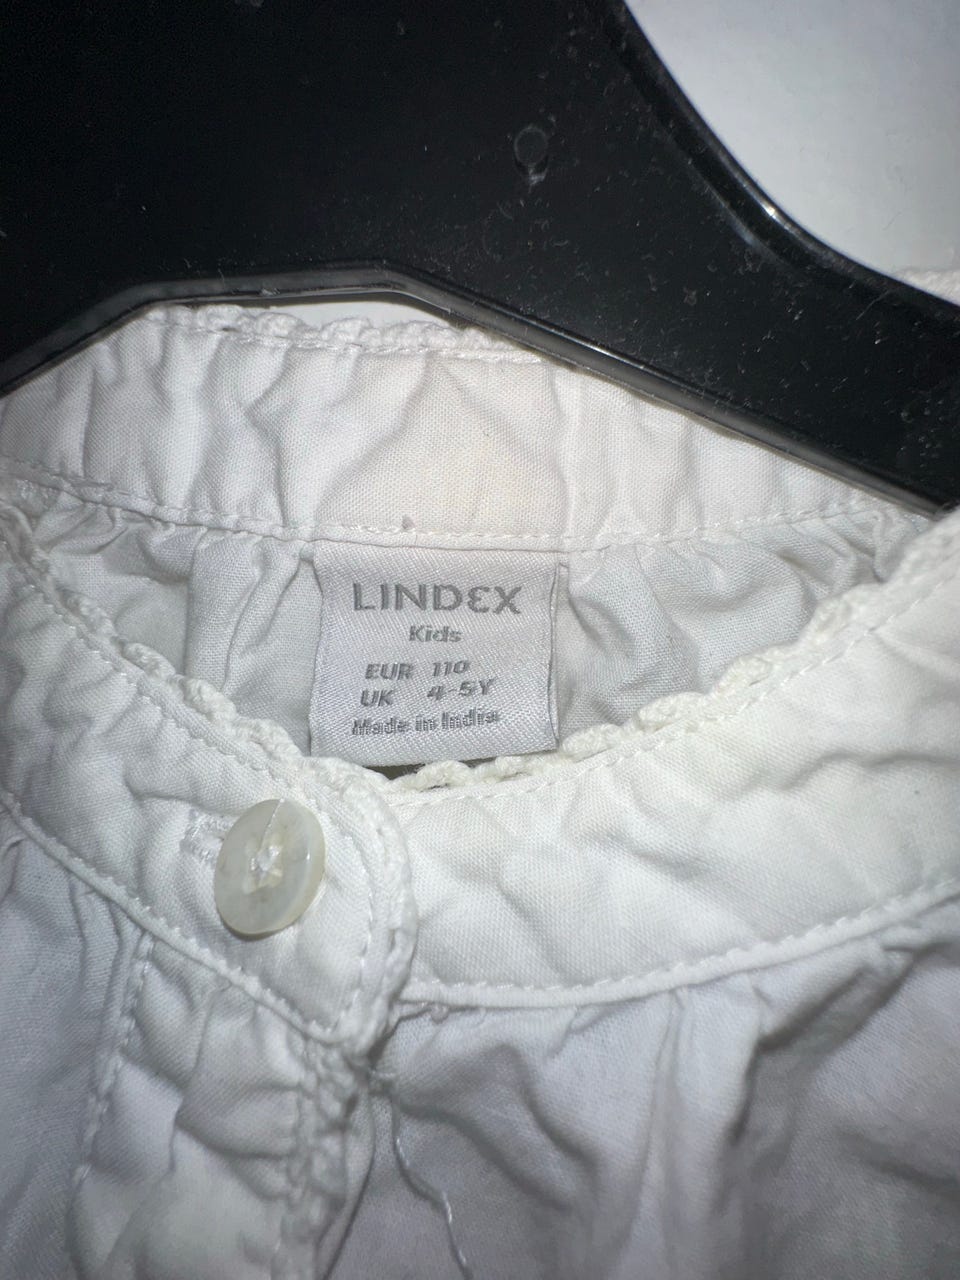 LINDEX
Kids
EUR 110
UK 4-5Y
Made in India